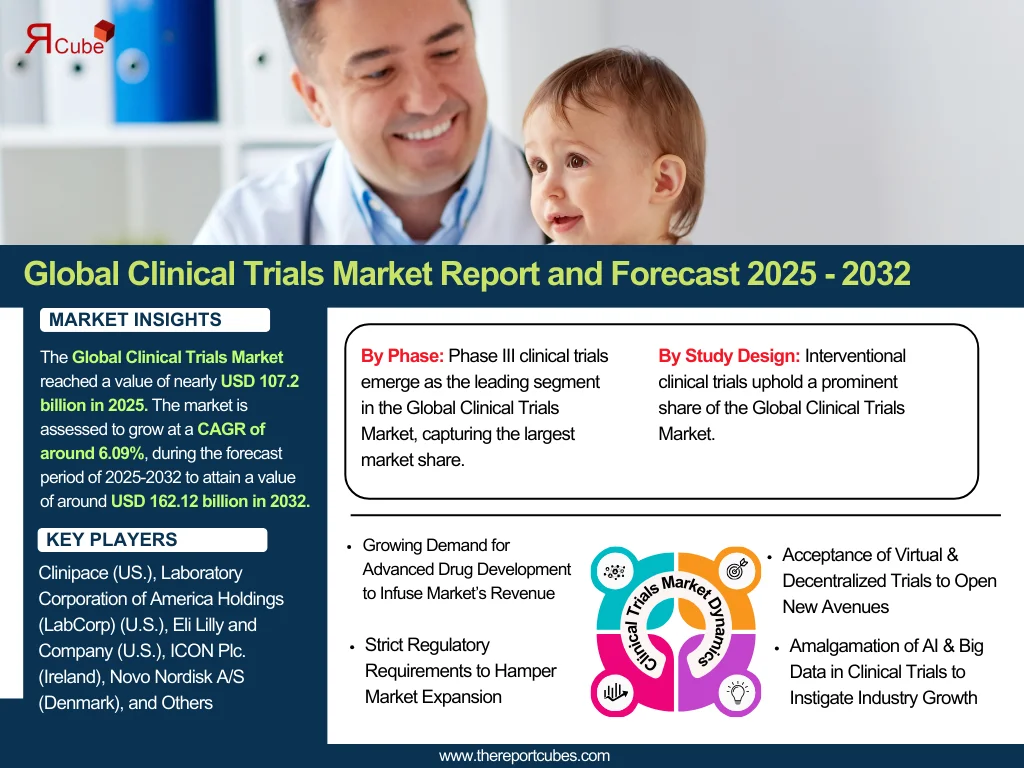 RCube
Global Clinical Trials Market Report and Forecast 2025 - 2032
MARKET INSIGHTS
The Global Clinical Trials Market
reached a value of nearly USD 107.2
billion in 2025. The market is
assessed to grow at a CAGR of
around 6.09%, during the forecast
period of 2025-2032 to attain a value
of around USD 162.12 billion in 2032.
KEY PLAYERS
Clinipace (US.), Laboratory
Corporation of America Holdings
(LabCorp) (U.S.), Eli Lilly and
Company (U.S.), ICON Plc.
(Ireland), Novo Nordisk A/S
(Denmark), and Others
By Phase: Phase III clinical trials
emerge as the leading segment
in the Global Clinical Trials
Market, capturing the largest
market share.
By Study Design: Interventional
clinical trials uphold a prominent
share of the Global Clinical Trials
Market.
• Growing Demand for
Advanced Drug Development
to Infuse Market's Revenue
• Strict Regulatory
Requirements to Hamper
Market Expansion
Clinical Trials Market Dynamics
• Acceptance of Virtual &
Decentralized Trials to Open
New Avenues
• Amalgamation of AI & Big
Data in Clinical Trials to
Instigate Industry Growth
www.thereportcubes.com